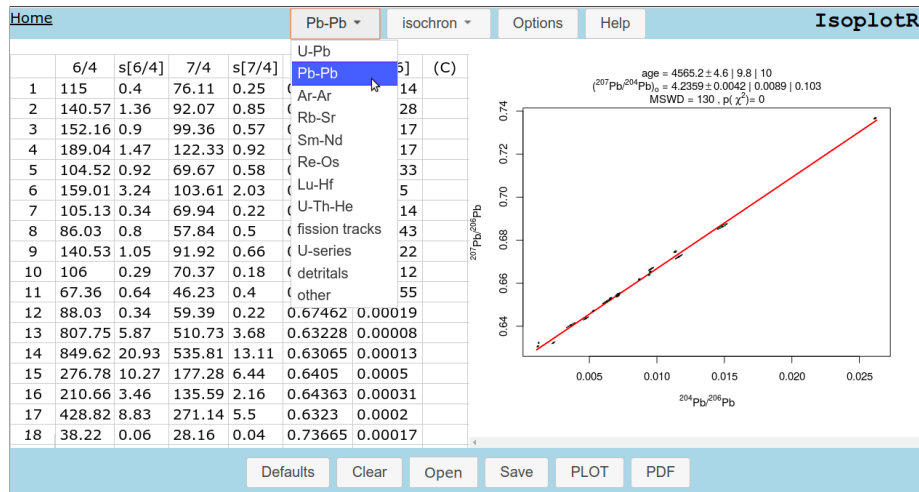 Home Pb-Pb isochron Options Help IsoplotR
U-Pb
Pb-Pb
Ar-Ar
Rb-Sr
Sm-Nd
Re-Os
Lu-Hf
U-Th-He
fission tracks
U-series
detritals
other
6/4 s[6/4] 7/4 s[7/4] 6] (C)
1 115 0.4 76.11 0.25 14
2 140.57 1.36 92.07 0.85 28
3 152.16 0.9 99.36 0.57 17
4 189.04 1.47 122.33 0.92 17
5 104.52 0.92 69.67 0.58 33
6 159.01 3.24 103.61 2.03 5
7 105.13 0.34 69.94 0.22 14
8 86.03 0.8 57.84 0.5 43
9 140.53 1.05 91.92 0.66 22
10 106 0.29 70.37 0.18 12
11 67.36 0.64 46.23 0.4 55
12 88.03 0.34 59.39 0.22 0.67462 0.00019
13 807.75 5.87 510.73 3.68 0.63228 0.00008
14 849.62 20.93 535.81 13.11 0.63065 0.00013
15 276.78 10.27 177.28 6.44 0.6405 0.0005
16 210.66 3.46 135.59 2.16 0.64363 0.00031
17 428.82 8.83 271.14 5.5 0.6323 0.0002
18 38.22 0.06 28.16 0.04 0.73665 0.00017
age = 4565.2 ± 4.6 | 9.8 | 10
(²⁰⁷Pb/²⁰⁴Pb)ₒ = 4.2359 ± 0.0042 | 0.0089 | 0.103
MSWD = 130 , p( χ²)= 0
²⁰⁷Pb/²⁰⁶Pb
0.74
0.72
0.70
0.68
0.66
0.64
0.005 0.010 0.015 0.020 0.025
²⁰⁴Pb/²⁰⁶Pb
Defaults Clear Open Save PLOT PDF